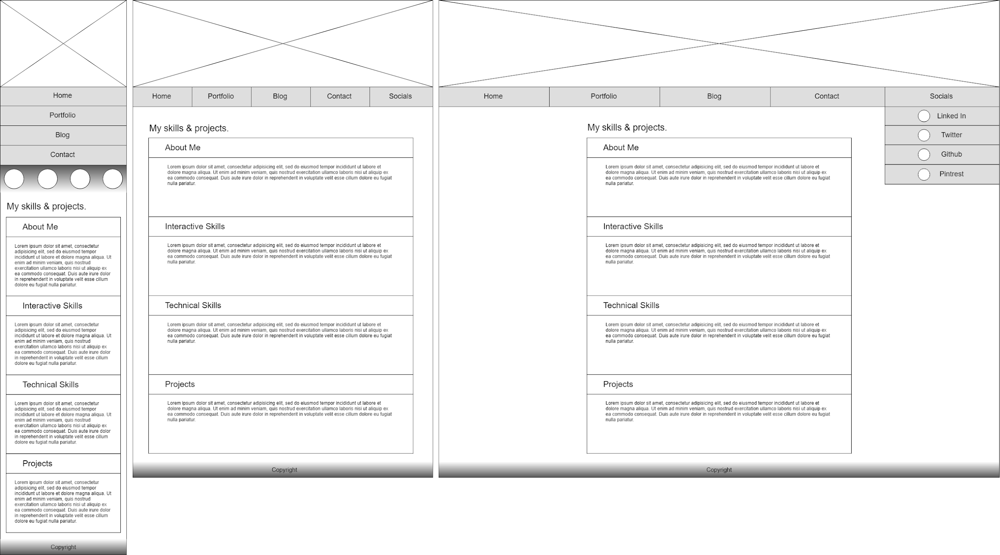 Home
Portfolio
Blog
Contact
My skills & projects.
About Me
Lorem ipsum dolor sit amet, consectetur
adipisicing elit, sed do eiusmod tempor
incididunt ut labore et dolore magna aliqua. Ut
enim ad minim veniam, quis nostrud
exercitation ullamco laboris nisi ut aliquip ex
ea commodo consequat. Duis aute irure dolor
in reprehenderit in voluptate velit esse cillum
dolore eu fugiat nulla pariatur.
Interactive Skills
Lorem ipsum dolor sit amet, consectetur
adipisicing elit, sed do eiusmod tempor
incididunt ut labore et dolore magna aliqua. Ut
enim ad minim veniam, quis nostrud
exercitation ullamco laboris nisi ut aliquip ex
ea commodo consequat. Duis aute irure dolor
in reprehenderit in voluptate velit esse cillum
dolore eu fugiat nulla pariatur.
Technical Skills
Lorem ipsum dolor sit amet, consectetur
adipisicing elit, sed do eiusmod tempor
incididunt ut labore et dolore magna aliqua. Ut
enim ad minim veniam, quis nostrud
exercitation ullamco laboris nisi ut aliquip ex
ea commodo consequat. Duis aute irure dolor
in reprehenderit in voluptate velit esse cillum
dolore eu fugiat nulla pariatur.
Projects
Lorem ipsum dolor sit amet, consectetur
adipisicing elit, sed do eiusmod tempor
incididunt ut labore et dolore magna aliqua. Ut
enim ad minim veniam, quis nostrud
exercitation ullamco laboris nisi ut aliquip ex
ea commodo consequat. Duis aute irure dolor
in reprehenderit in voluptate velit esse cillum
dolore eu fugiat nulla pariatur.
Copyright
Home Portfolio Blog Contact Socials
My skills & projects.
About Me
Lorem ipsum dolor sit amet, consectetur adipisicing elit, sed do eiusmod tempor incididunt ut labore et
dolore magna aliqua. Ut enim ad minim veniam, quis nostrud exercitation ullamco laboris nisi ut aliquip ex
ea commodo consequat. Duis aute irure dolor in reprehenderit in voluptate velit esse cillum dolore eu fugiat
nulla pariatur.
Interactive Skills
Lorem ipsum dolor sit amet, consectetur adipisicing elit, sed do eiusmod tempor incididunt ut labore et
dolore magna aliqua. Ut enim ad minim veniam, quis nostrud exercitation ullamco laboris nisi ut aliquip ex
ea commodo consequat. Duis aute irure dolor in reprehenderit in voluptate velit esse cillum dolore eu fugiat
nulla pariatur.
Technical Skills
Lorem ipsum dolor sit amet, consectetur adipisicing elit, sed do eiusmod tempor incididunt ut labore et
dolore magna aliqua. Ut enim ad minim veniam, quis nostrud exercitation ullamco laboris nisi ut aliquip ex
ea commodo consequat. Duis aute irure dolor in reprehenderit in voluptate velit esse cillum dolore eu fugiat
nulla pariatur.
Projects
Lorem ipsum dolor sit amet, consectetur adipisicing elit, sed do eiusmod tempor incididunt ut labore et
dolore magna aliqua. Ut enim ad minim veniam, quis nostrud exercitation ullamco laboris nisi ut aliquip ex
ea commodo consequat. Duis aute irure dolor in reprehenderit in voluptate velit esse cillum dolore eu fugiat
nulla pariatur.
Copyright
Home Portfolio Blog Contact Socials
Linked In
Twitter
Github
Pintrest
My skills & projects.
About Me
Lorem ipsum dolor sit amet, consectetur adipisicing elit, sed do eiusmod tempor incididunt ut labore et
dolore magna aliqua. Ut enim ad minim veniam, quis nostrud exercitation ullamco laboris nisi ut aliquip ex
ea commodo consequat. Duis aute irure dolor in reprehenderit in voluptate velit esse cillum dolore eu fugiat
nulla pariatur.
Interactive Skills
Lorem ipsum dolor sit amet, consectetur adipisicing elit, sed do eiusmod tempor incididunt ut labore et
dolore magna aliqua. Ut enim ad minim veniam, quis nostrud exercitation ullamco laboris nisi ut aliquip ex
ea commodo consequat. Duis aute irure dolor in reprehenderit in voluptate velit esse cillum dolore eu fugiat
nulla pariatur.
Technical Skills
Lorem ipsum dolor sit amet, consectetur adipisicing elit, sed do eiusmod tempor incididunt ut labore et
dolore magna aliqua. Ut enim ad minim veniam, quis nostrud exercitation ullamco laboris nisi ut aliquip ex
ea commodo consequat. Duis aute irure dolor in reprehenderit in voluptate velit esse cillum dolore eu fugiat
nulla pariatur.
Projects
Lorem ipsum dolor sit amet, consectetur adipisicing elit, sed do eiusmod tempor incididunt ut labore et
dolore magna aliqua. Ut enim ad minim veniam, quis nostrud exercitation ullamco laboris nisi ut aliquip ex
ea commodo consequat. Duis aute irure dolor in reprehenderit in voluptate velit esse cillum dolore eu fugiat
nulla pariatur.
Copyright